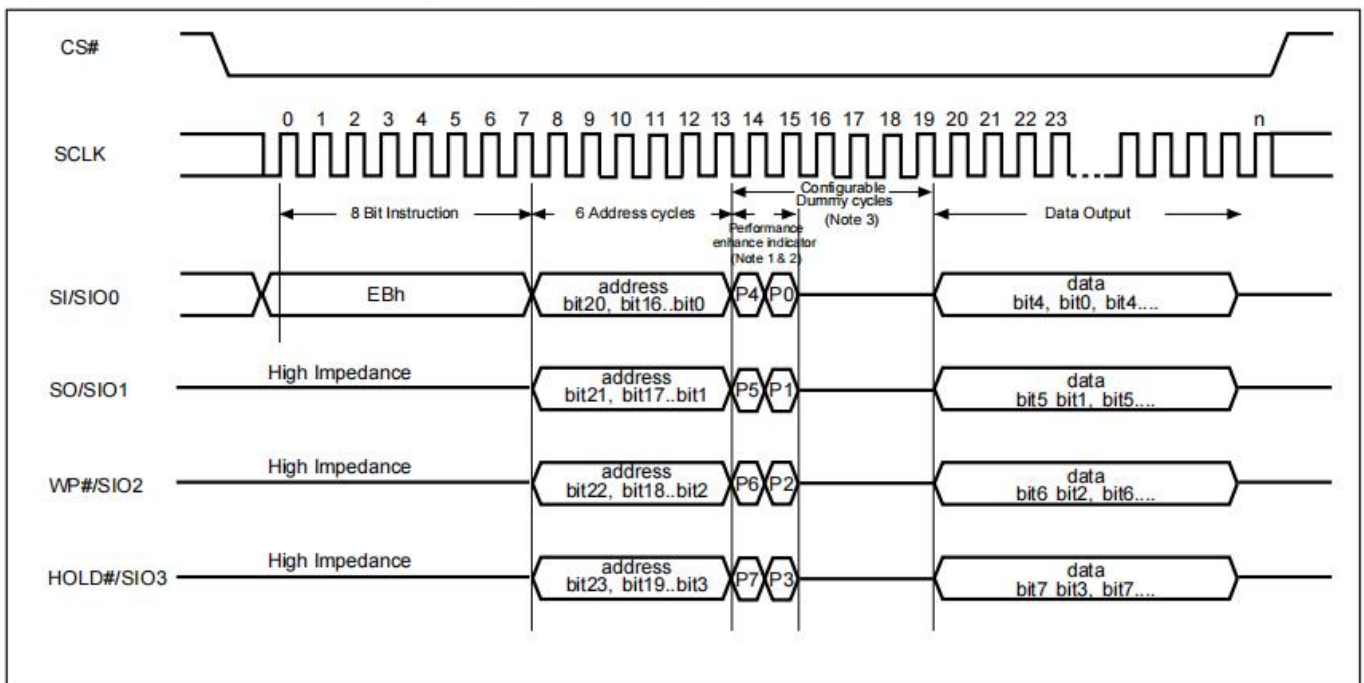 CS#
0 1 2 3 4 5 6 7 8 9 10 11 12 13 14 15 16 17 18 19 20 21 22 23 n
SCLK
Configurable
Dummy cycles
(Note 3)
8 Bit Instruction
6 Address cycles
Performance
enhance indicator
(Note 1 & 2)
Data Output
SI/SIO0
EBh
address
bit20, bit16..bit0
P4 P0
data
bit4, bit0, bit4....
SO/SIO1
High Impedance
address
bit21, bit17..bit1
P5 P1
data
bit5 bit1, bit5....
WP#/SIO2
High Impedance
address
bit22, bit18..bit2
P6 P2
data
bit6 bit2, bit6....
HOLD#/SIO3
High Impedance
address
bit23, bit19..bit3
P7 P3
data
bit7 bit3, bit7....